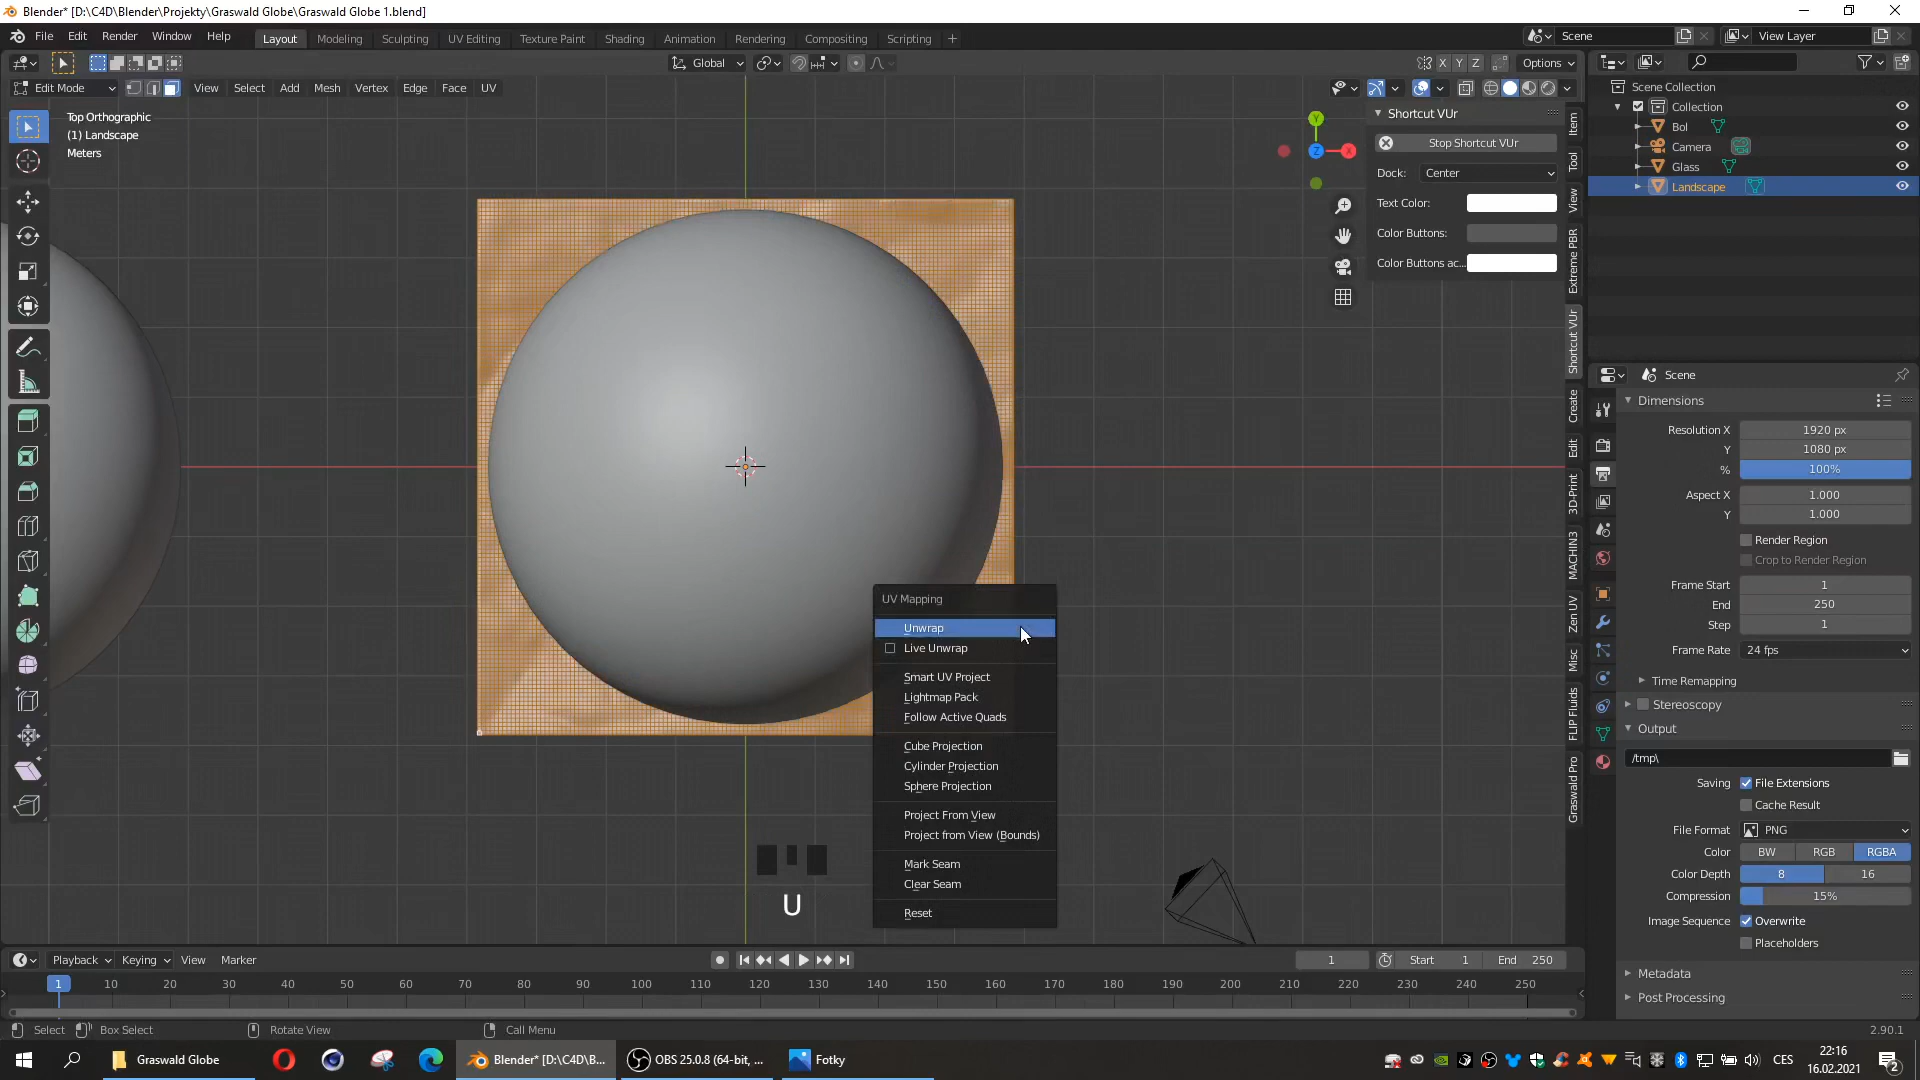 Blender* [D:\C4D\Blender\Projekty\Graswald Globe\Graswald Globe 1.blend]
File Edit Render Window Help
Layout Modeling Sculpting UV Editing Texture Paint Shading Animation Rendering Compositing Scripting +
Scene
View Layer
Global
X Y Z Options
Edit Mode View Select Add Mesh Vertex Edge Face UV
Top Orthographic
(1) Landscape
Meters
Y
Z
X
Shortcut VUr
Stop Shortcut VUr
Dock: Center
Text Color:
Color Buttons:
Color Buttons ac...
Item
Tool
View
Extreme PBR
Shortcut VUr
Create
Edit
3D-Print
MACHIN3
Zen UV
Misc
FLIP Fluids
Graswald Pro
Scene Collection
Collection
Bol
Camera
Glass
Landscape
Scene
Dimensions
Resolution X 1920 px
Y 1080 px
% 100%
Aspect X 1.000
Y 1.000
Render Region
Crop to Render Region
Frame Start 1
End 250
Step 1
Frame Rate 24 fps
Time Remapping
Stereoscopy
Output
/tmp\
Saving File Extensions
Cache Result
File Format PNG
Color BW RGB RGBA
Color Depth 8 16
Compression 15%
Image Sequence Overwrite
Placeholders
Metadata
Post Processing
UV Mapping
Unwrap
Live Unwrap
Smart UV Project
Lightmap Pack
Follow Active Quads
Cube Projection
Cylinder Projection
Sphere Projection
Project From View
Project from View (Bounds)
Mark Seam
Clear Seam
Reset
U
Playback Keying View Marker
1 Start 1 End 250
1 10 20 30 40 50 60 70 80 90 100 110 120 130 140 150 160 170 180 190 200 210 220 230 240 250
Select Box Select Rotate View Call Menu 2.90.1
Graswald Globe
Blender* [D:\C4D\B...
OBS 25.0.8 (64-bit, ...
Fotky
CES
22:16
16.02.2021
2